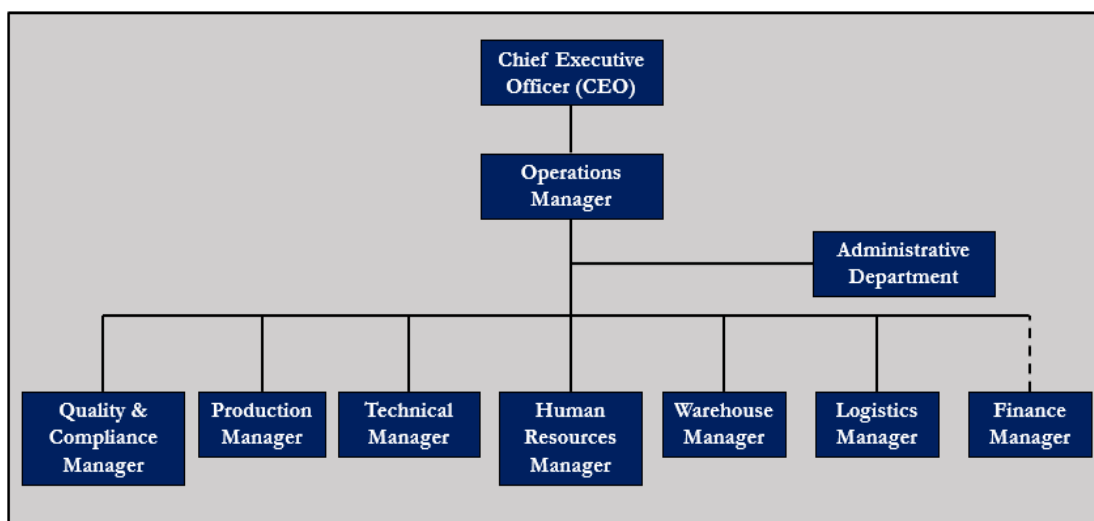 Chief Executive
Officer (CEO)
Operations
Manager
Administrative
Department
Quality &
Compliance
Manager
Production
Manager
Technical
Manager
Human
Resources
Manager
Warehouse
Manager
Logistics
Manager
Finance
Manager